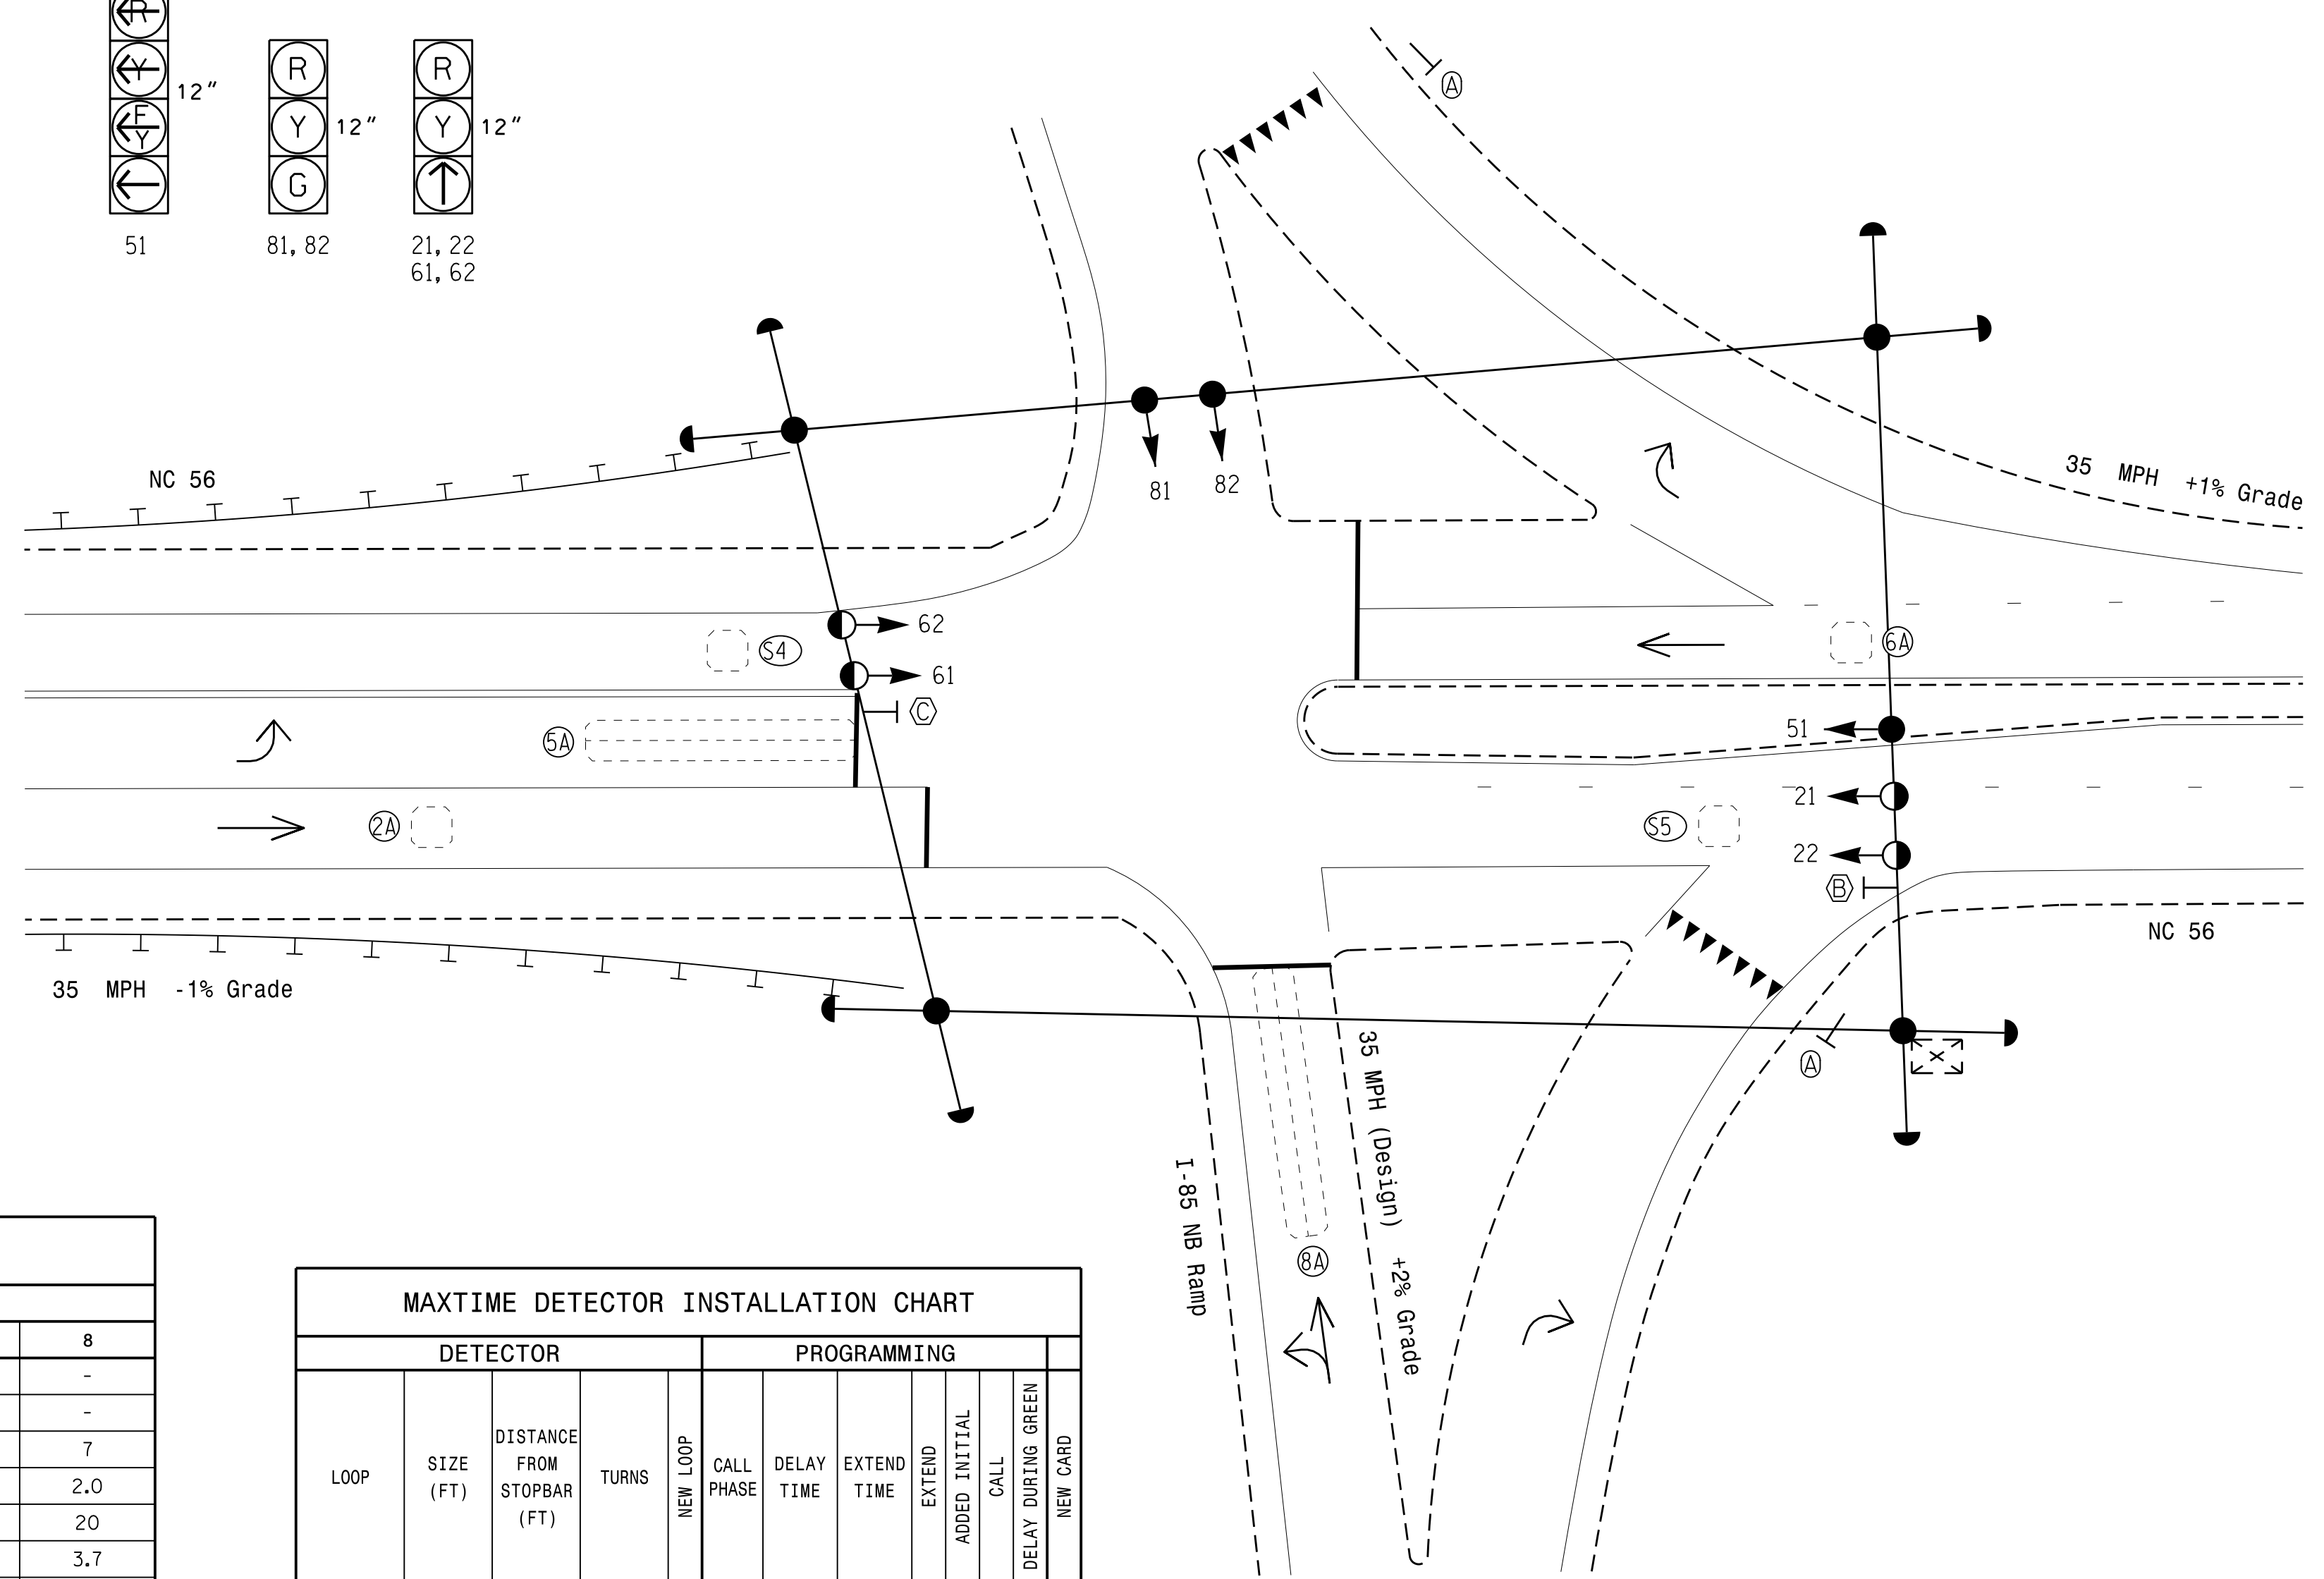 R
Y
F
Y
12"
51
R
Y
G
12"
81, 82
R
Y
12"
21, 22
61, 62
A
NC 56
81
82
35 MPH +1% Grade
62
S4
61
C
6A
5A
51
2A
21
S5
22
B
NC 56
35 MPH -1% Grade
A
X
35 MPH (Design) +2% Grade
I-85 NB Ramp
8A
8
-
-
7
2.0
20
3.7
MAXTIME DETECTOR INSTALLATION CHART
DETECTOR
PROGRAMMING
LOOP
SIZE
(FT)
DISTANCE
FROM
STOPBAR
(FT)
TURNS
NEW LOOP
CALL
PHASE
DELAY
TIME
EXTEND
TIME
EXTEND
ADDED INITIAL
CALL
DELAY DURING GREEN
NEW CARD